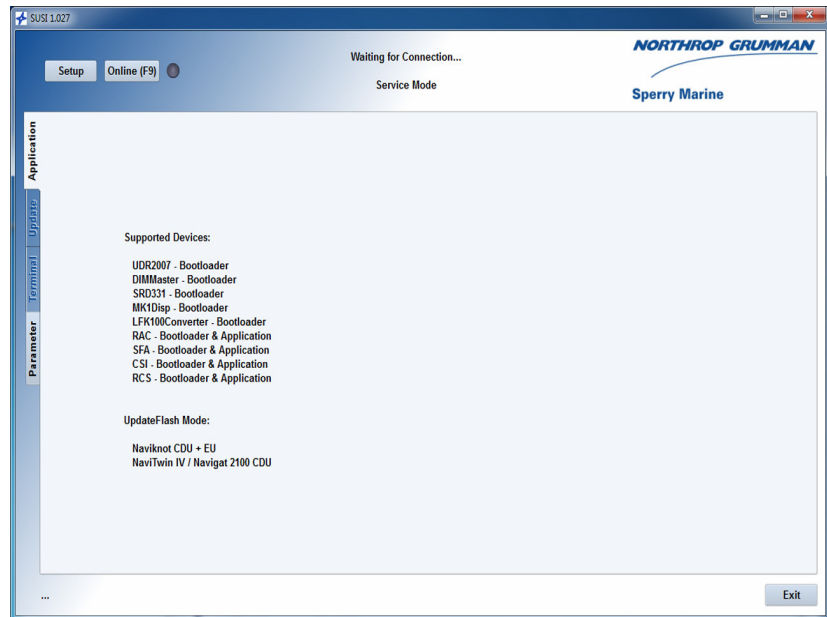 SUSI 1.027
Setup
Online (F9)
Waiting for Connection...
Service Mode
NORTHROP GRUMMAN
Sperry Marine
Application
Update
Terminal
Parameter
Supported Devices:
UDR2007 - Bootloader
DIMMaster - Bootloader
SRD331 - Bootloader
MK1Disp - Bootloader
LFK100Converter - Bootloader
RAC - Bootloader & Application
SFA - Bootloader & Application
CSI - Bootloader & Application
RCS - Bootloader & Application
UpdateFlash Mode:
Naviknot CDU + EU
NaviTwin IV / Navigat 2100 CDU
...
Exit